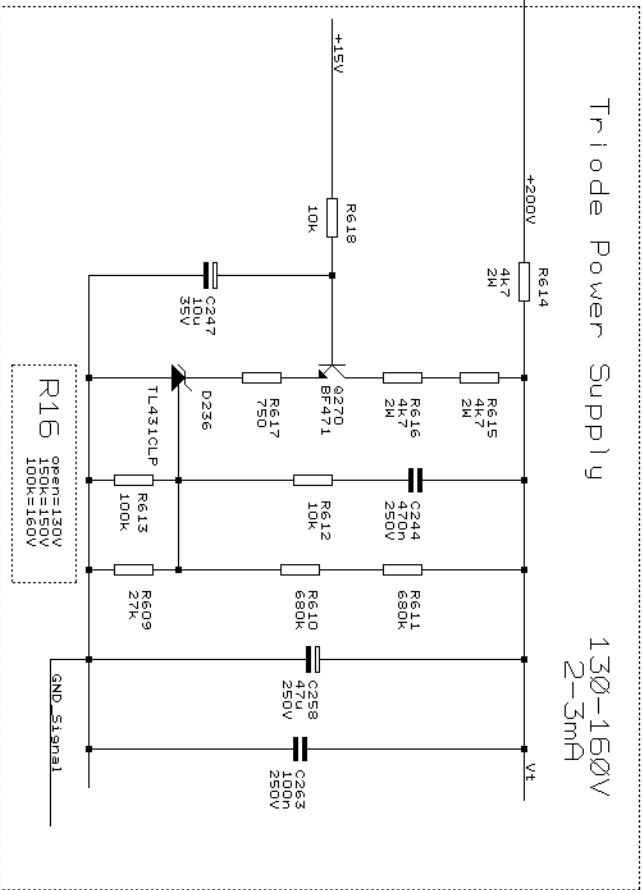 Triode Power Supply
130-160V
2-3mA
+200V
R614
4k7
2W
Vt
R615
4k7
2W
R616
4k7
2W
C244
470n
250V
R611
680k
+15V
R618
10k
Q270
BF471
R612
10k
R610
680k
C258
47u
250V
C263
100n
250V
R617
750
C247
10u
35V
D236
TL431CLP
R613
100k
R609
27k
GND_Signal
R16
open=130V
150k=150V
100k=160V